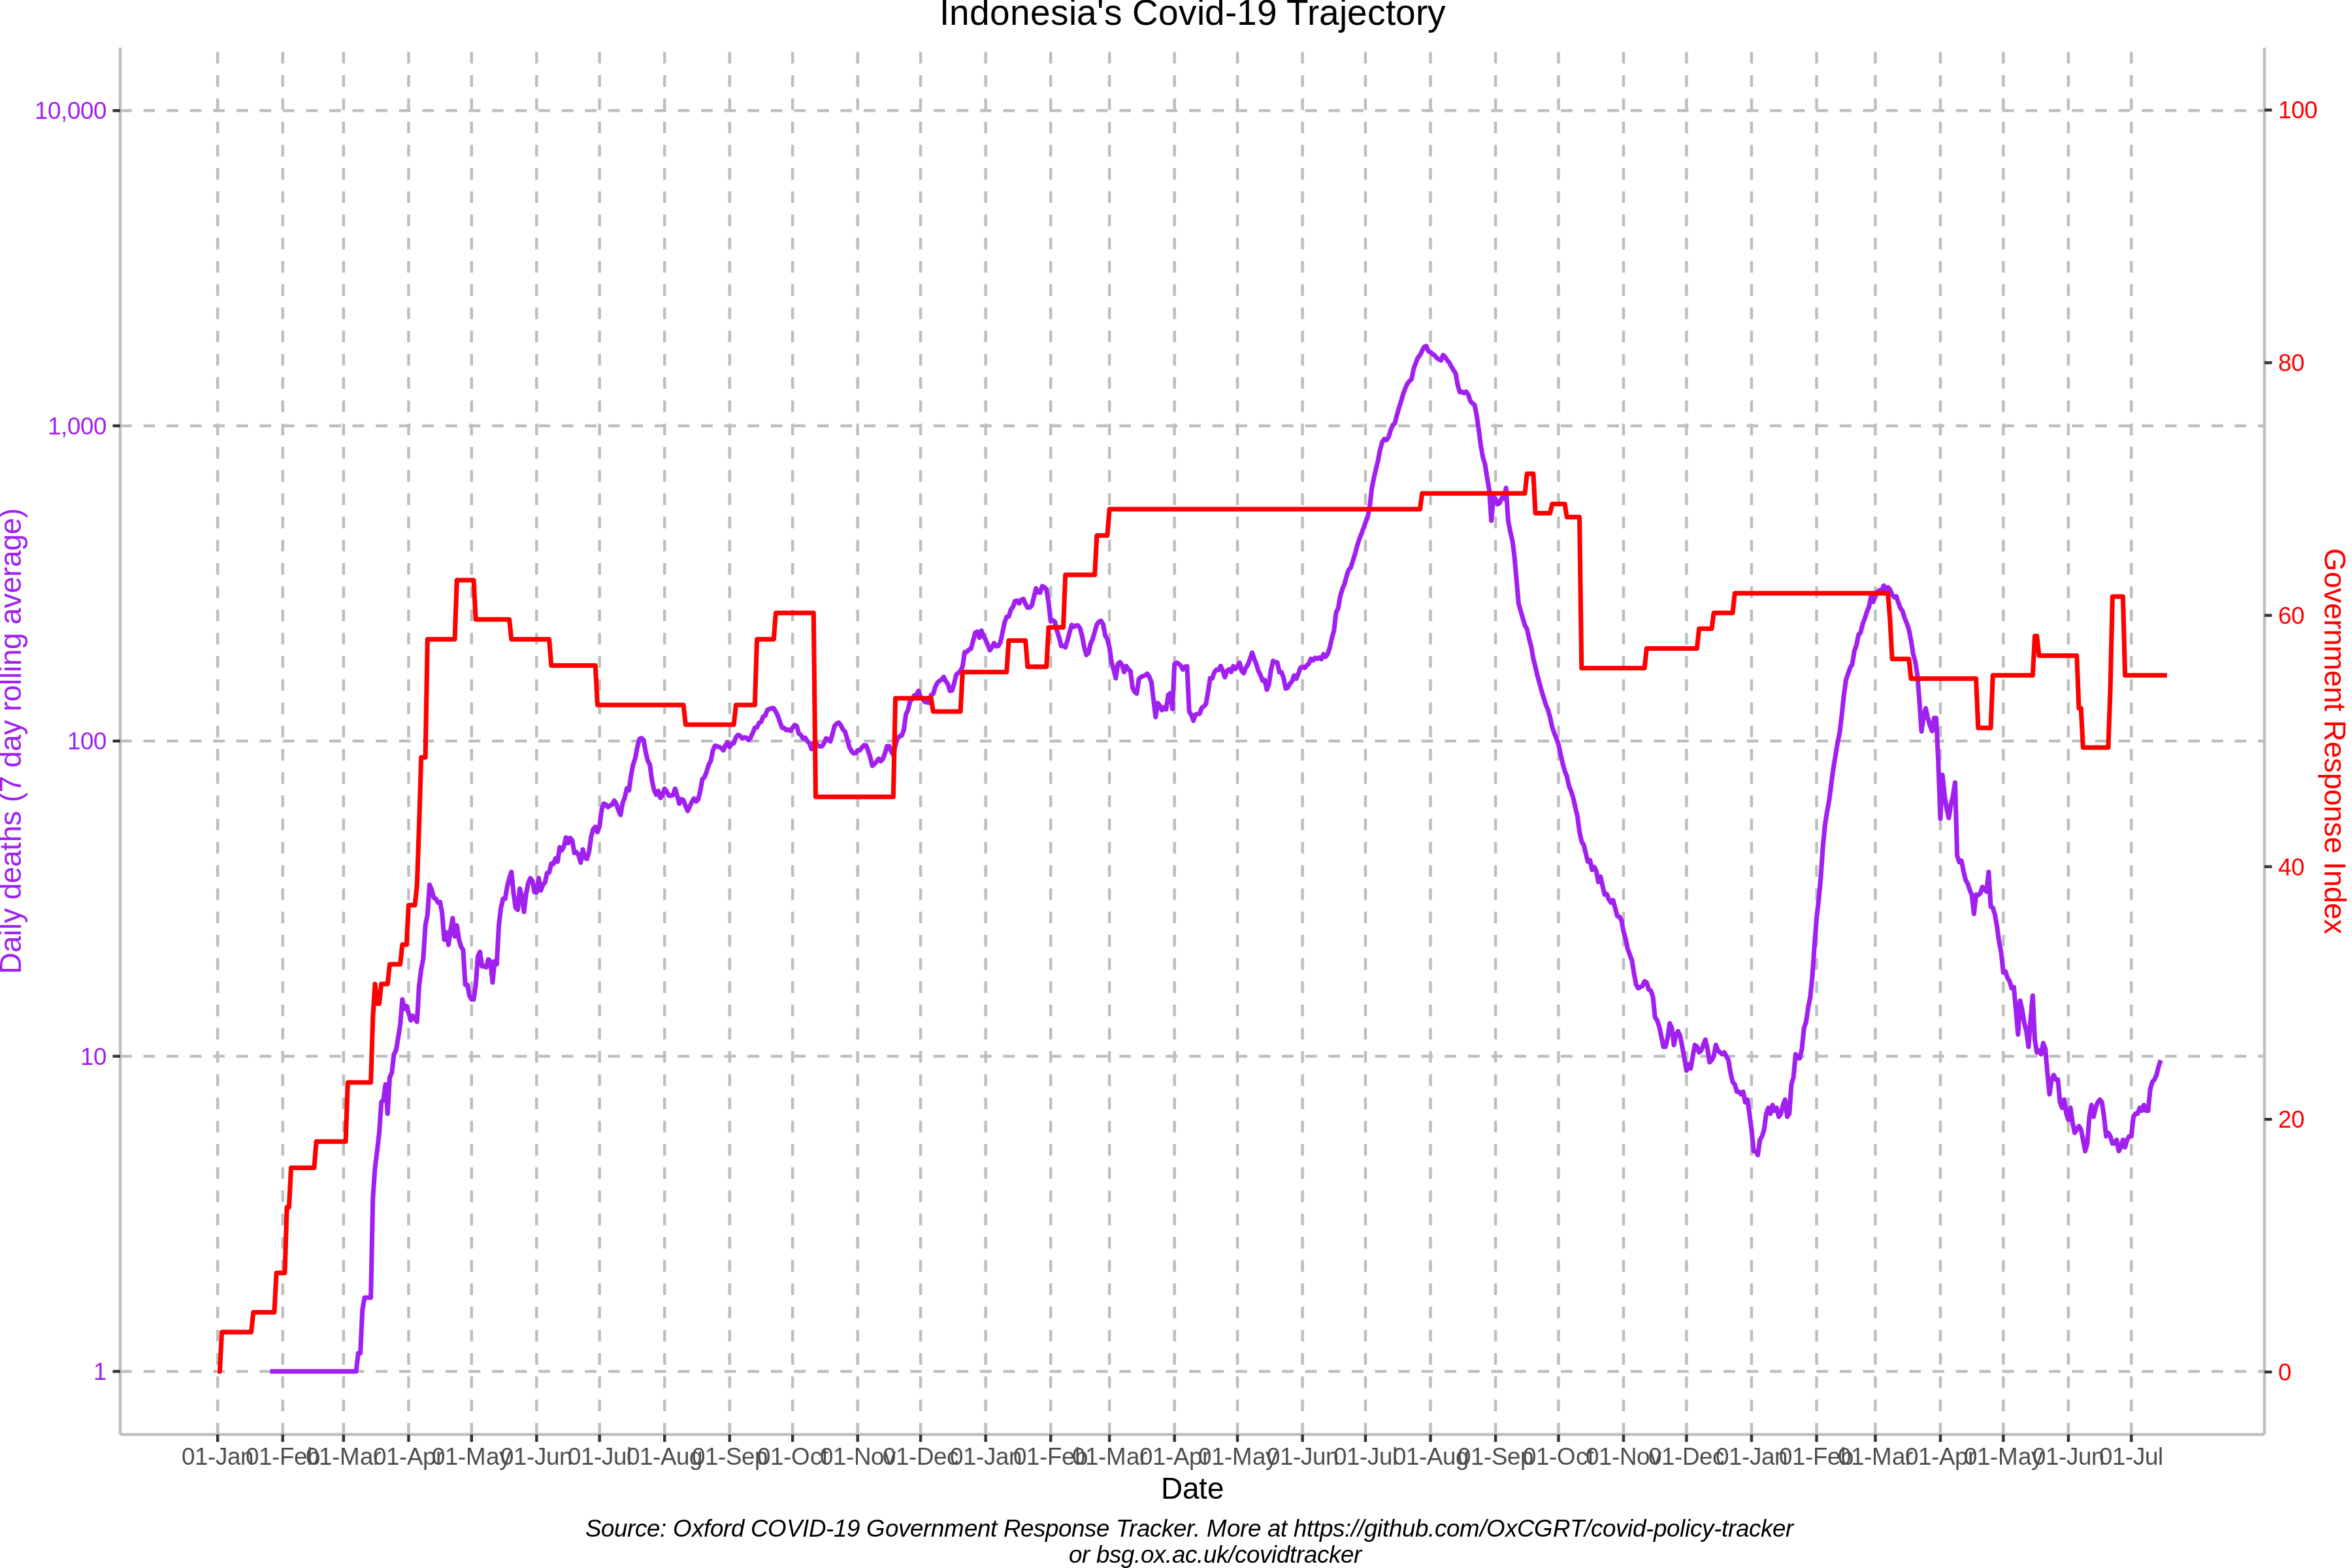 Indonesia's Covid-19 Trajectory
10,000
1,000
100
10
1
Daily deaths (7 day rolling average)
100
80
60
40
20
0
Government Response Index
01-Jan 01-Feb 01-Mar 01-Apr 01-May 01-Jun 01-Jul 01-Aug 01-Sep 01-Oct 01-Nov 01-Dec 01-Jan 01-Feb 01-Mar 01-Apr 01-May 01-Jun 01-Jul 01-Aug 01-Sep 01-Oct 01-Nov 01-Dec 01-Jan 01-Feb 01-Mar 01-Apr 01-May 01-Jun 01-Jul
Date
Source: Oxford COVID-19 Government Response Tracker. More at https://github.com/OxCGRT/covid-policy-tracker
or bsg.ox.ac.uk/covidtracker